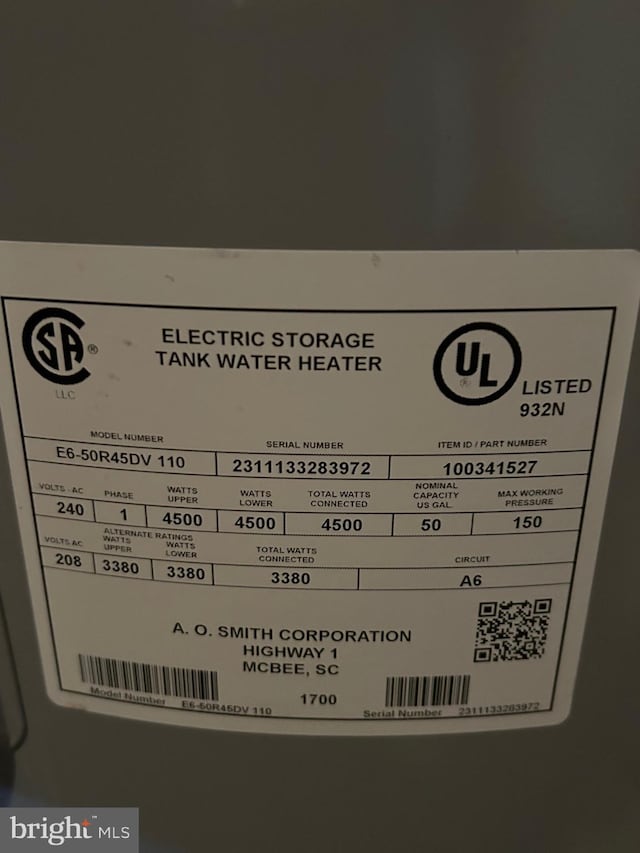 SA®
LLC
ELECTRIC STORAGE
TANK WATER HEATER
UL®
LISTED
932N
MODEL NUMBER SERIAL NUMBER ITEM ID / PART NUMBER
E6-50R45DV 110 2311133283972 100341527
VOLTS - AC PHASE WATTS UPPER WATTS LOWER TOTAL WATTS CONNECTED NOMINAL CAPACITY US GAL. MAX WORKING PRESSURE
240 1 4500 4500 4500 50 150
ALTERNATE RATINGS
VOLTS AC WATTS UPPER WATTS LOWER TOTAL WATTS CONNECTED CIRCUIT
208 3380 3380 3380 A6
A. O. SMITH CORPORATION
HIGHWAY 1
MCBEE, SC
1700
Model Number E6-50R45DV 110 Serial Number 2311133283972
bright™ MLS